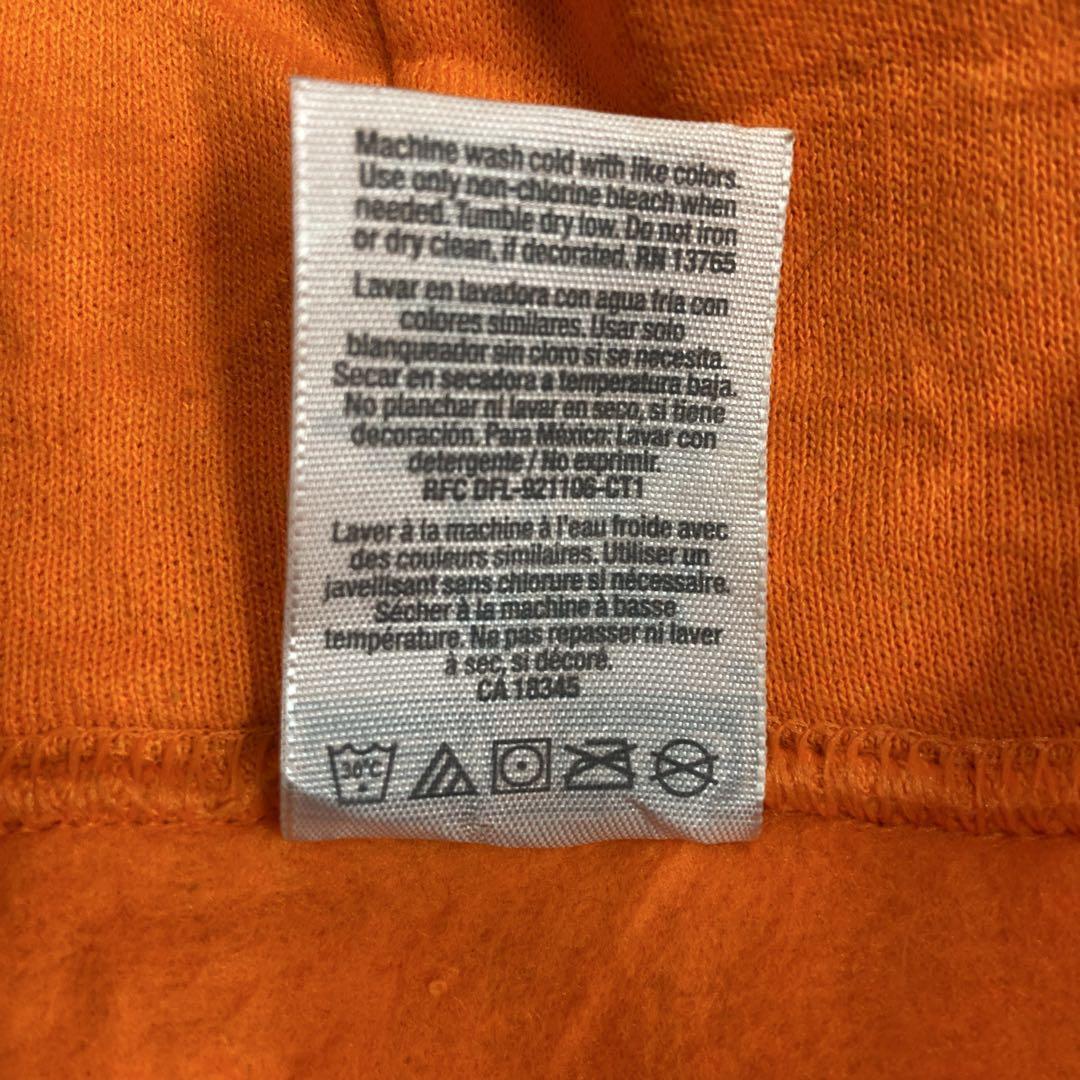 Machine wash cold with like colors.
Use only non-chlorine bleach when
needed. Tumble dry low. Do not iron
or dry clean, if decorated. RN 13765
Lavar en lavadora con agua fría con
colores similares. Usar solo
blanqueador sin cloro si se necesita.
Secar en secadora a temperatura baja.
No planchar ni lavar en seco, si tiene
decoración. Para México: Lavar con
detergente / No exprimir.
RFC DFL-921106-CT1
Laver à la machine à l'eau froide avec
des couleurs similaires. Utiliser un
javellisant sans chlorure si nécessaire.
Sécher à la machine à basse
température. Ne pas repasser ni laver
à sec, si décoré.
CA 18345
30°C